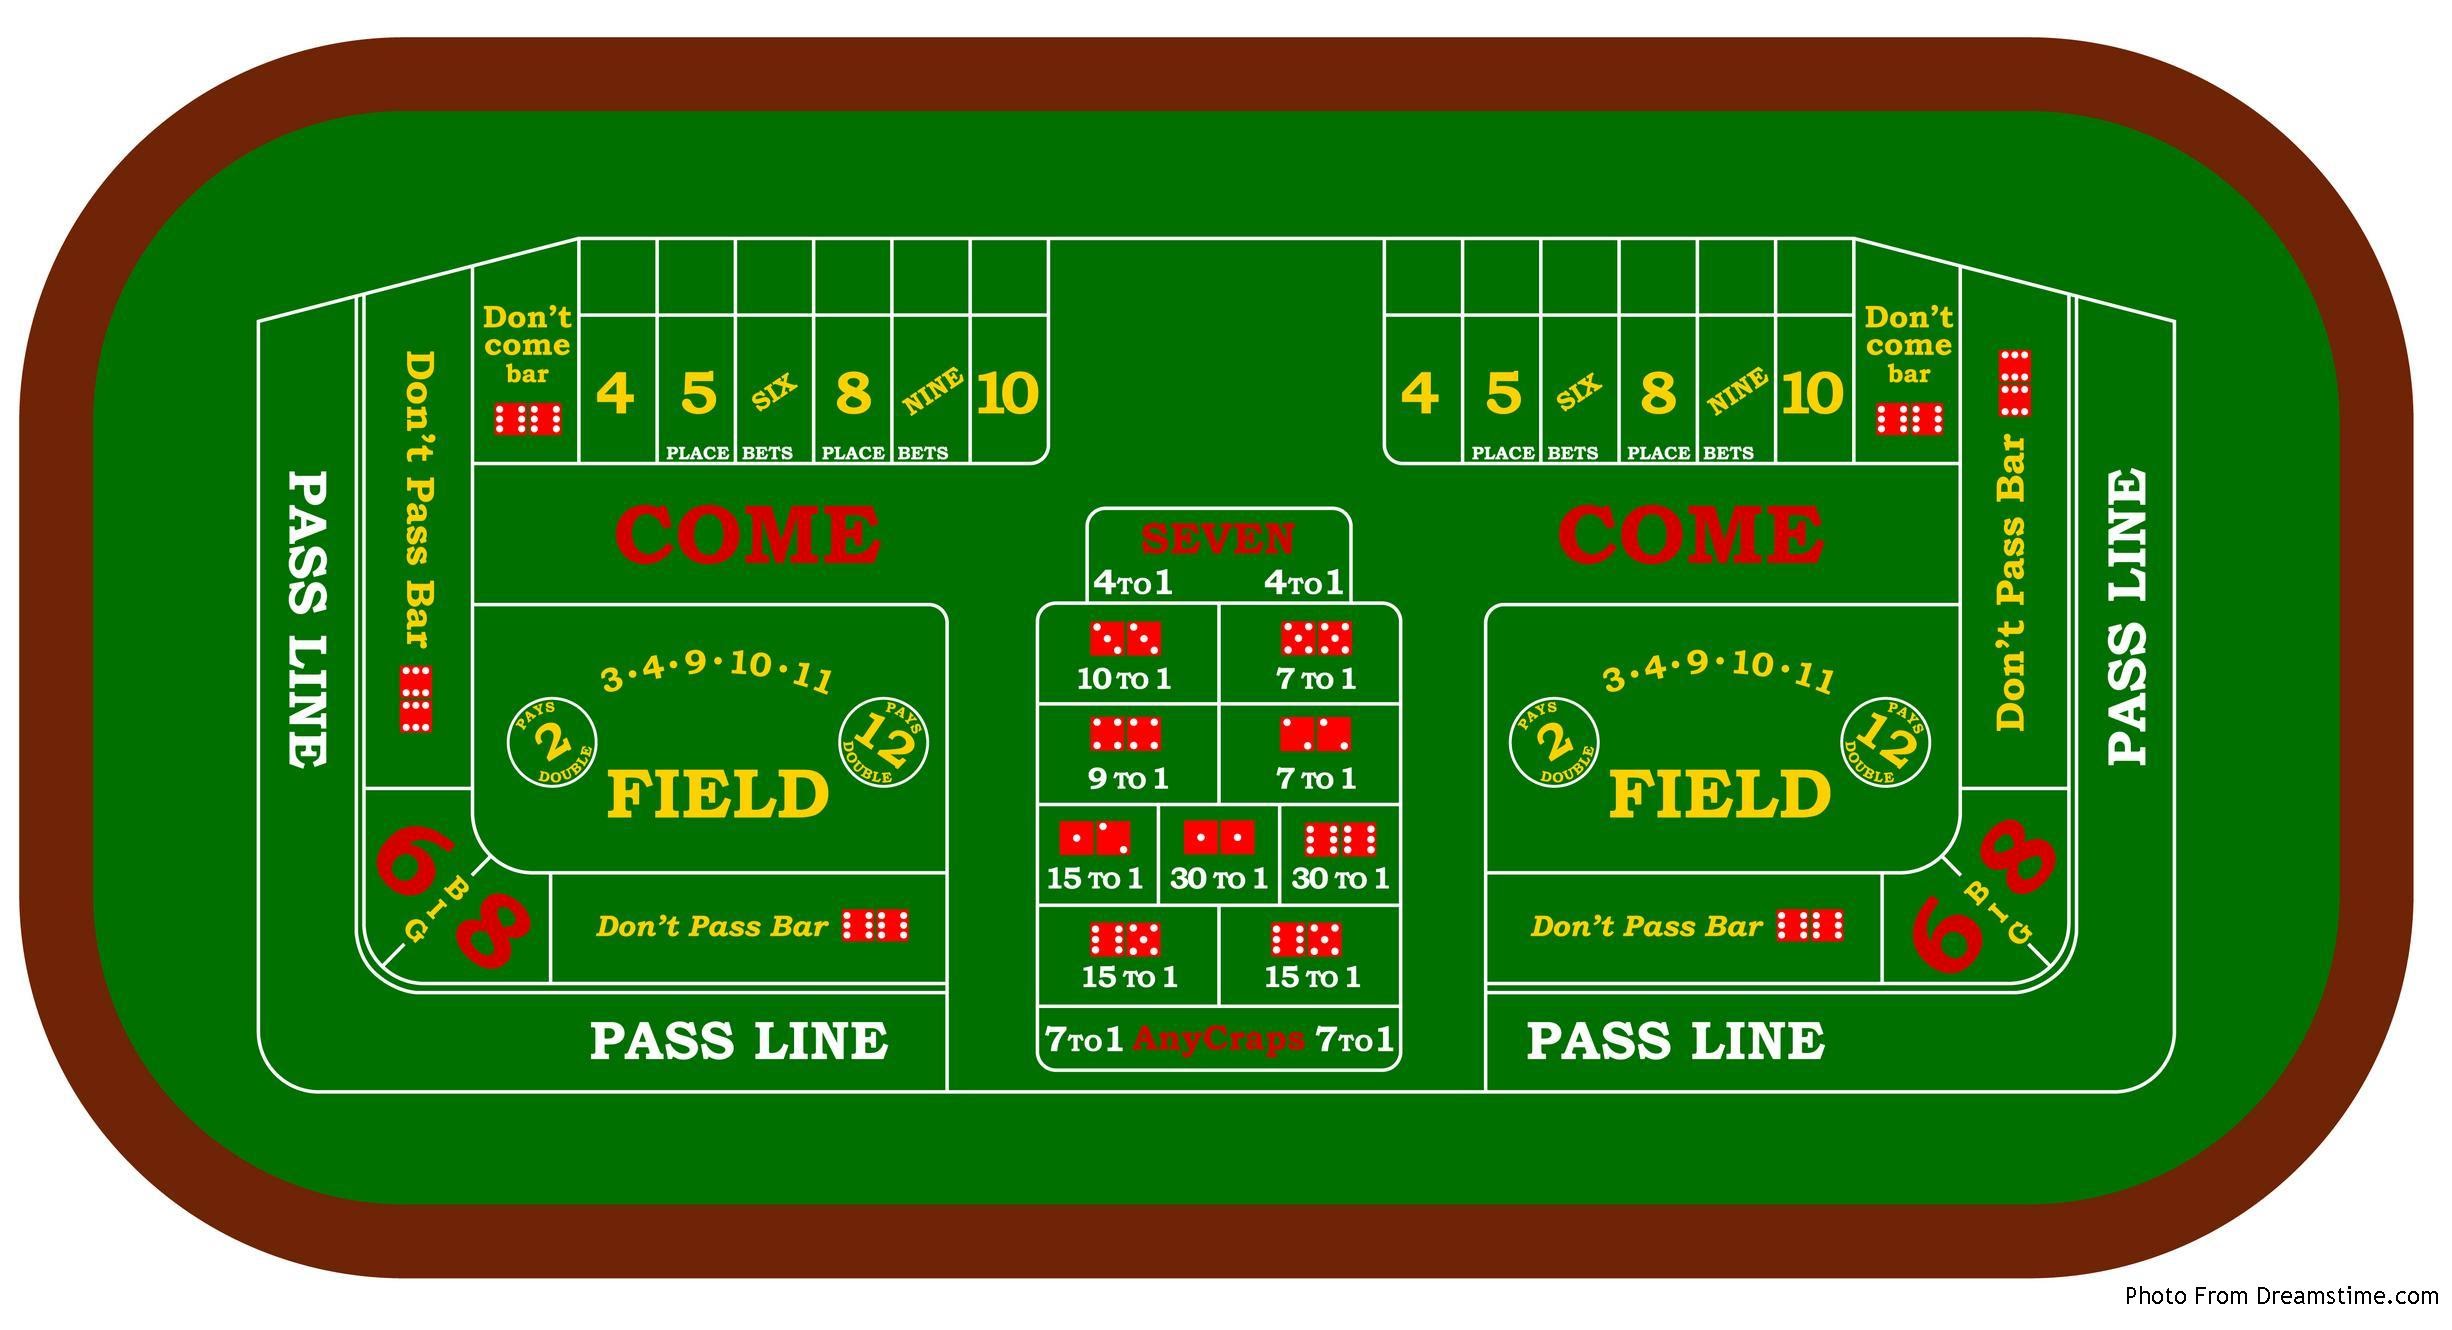 Don't
come
bar
4 5 SIX 8 NINE 10
PLACE BETS PLACE BETS
4 5 SIX 8 NINE 10
PLACE BETS PLACE BETS
Don't
come
bar
PASS LINE
Don't Pass Bar
COME
SEVEN
4 TO 1 4 TO 1
COME
Don't Pass Bar
PASS LINE
3·4·9·10·11
PAYS 2 DOUBLE
PAYS 12 DOUBLE
FIELD
10 TO 1 7 TO 1
9 TO 1 7 TO 1
15 TO 1 30 TO 1 30 TO 1
15 TO 1 15 TO 1
7 TO 1 AnyCraps 7 TO 1
3·4·9·10·11
PAYS 2 DOUBLE
PAYS 12 DOUBLE
FIELD
6 BIG 8
Don't Pass Bar
PASS LINE
Don't Pass Bar
6 BIG 8
PASS LINE
Photo From Dreamstime.com